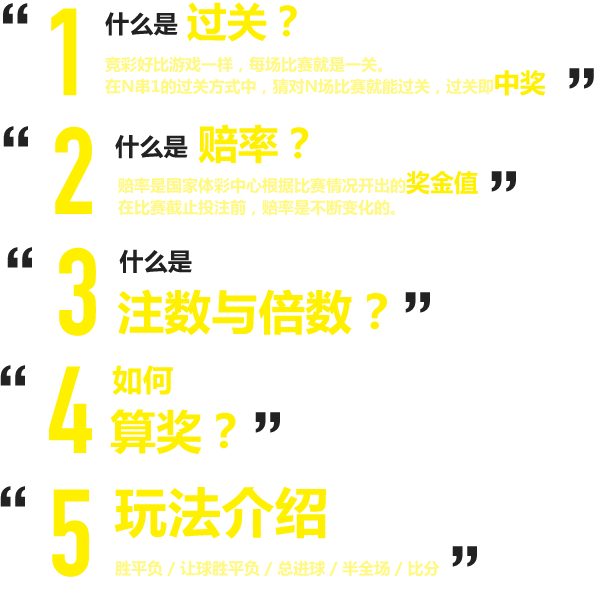 “ 1 什么是 过关？
竞彩好比游戏一样，每场比赛就是一关。
在N串1的过关方式中，猜对N场比赛就能过关，过关即中奖 ”
“ 2 什么是 赔率？
赔率是国家体彩中心根据比赛情况开出的奖金值 ”
在比赛截止投注前，赔率是不断变化的。
“ 3 什么是
注数与倍数？ ”
“ 4 如何
算奖？ ”
“ 5 玩法介绍
胜平负 / 让球胜平负 / 总进球 / 半全场 / 比分 ”